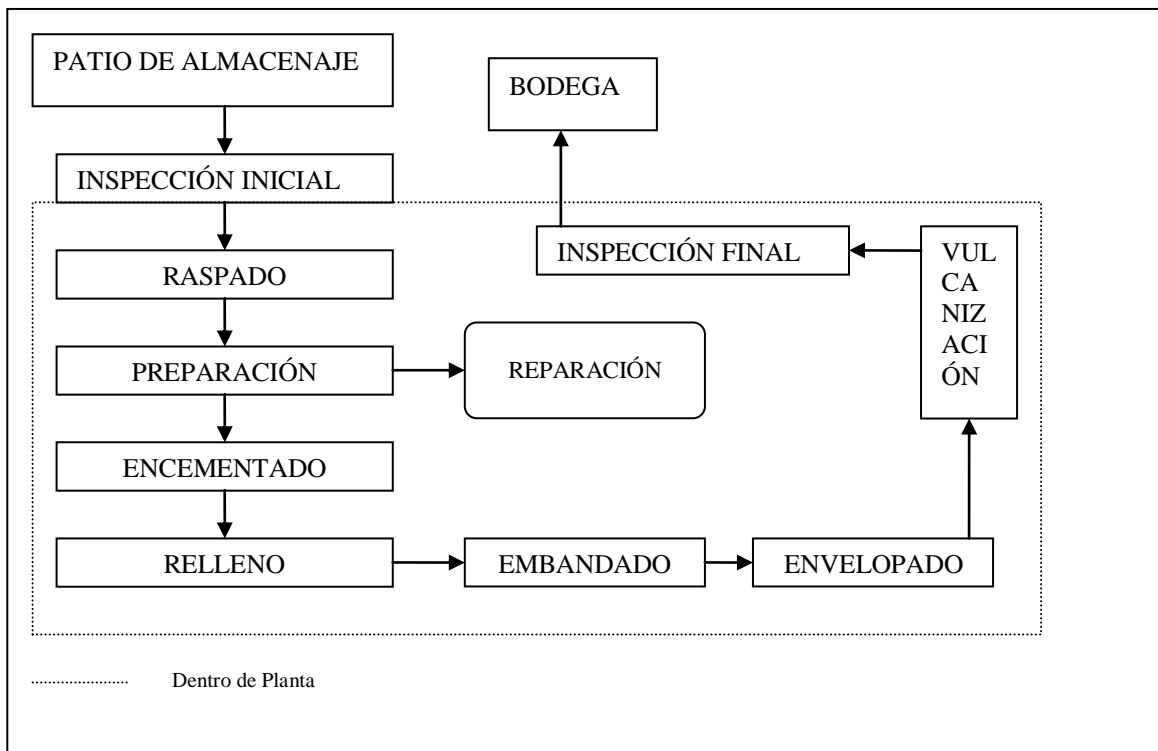 PATIO DE ALMACENAJE
BODEGA
INSPECCIÓN INICIAL
INSPECCIÓN FINAL
VUL
CA
NIZ
ACI
ÓN
RASPADO
PREPARACIÓN
REPARACIÓN
ENCEMENTADO
RELLENO
EMBANDADO
ENVELOPADO
Dentro de Planta